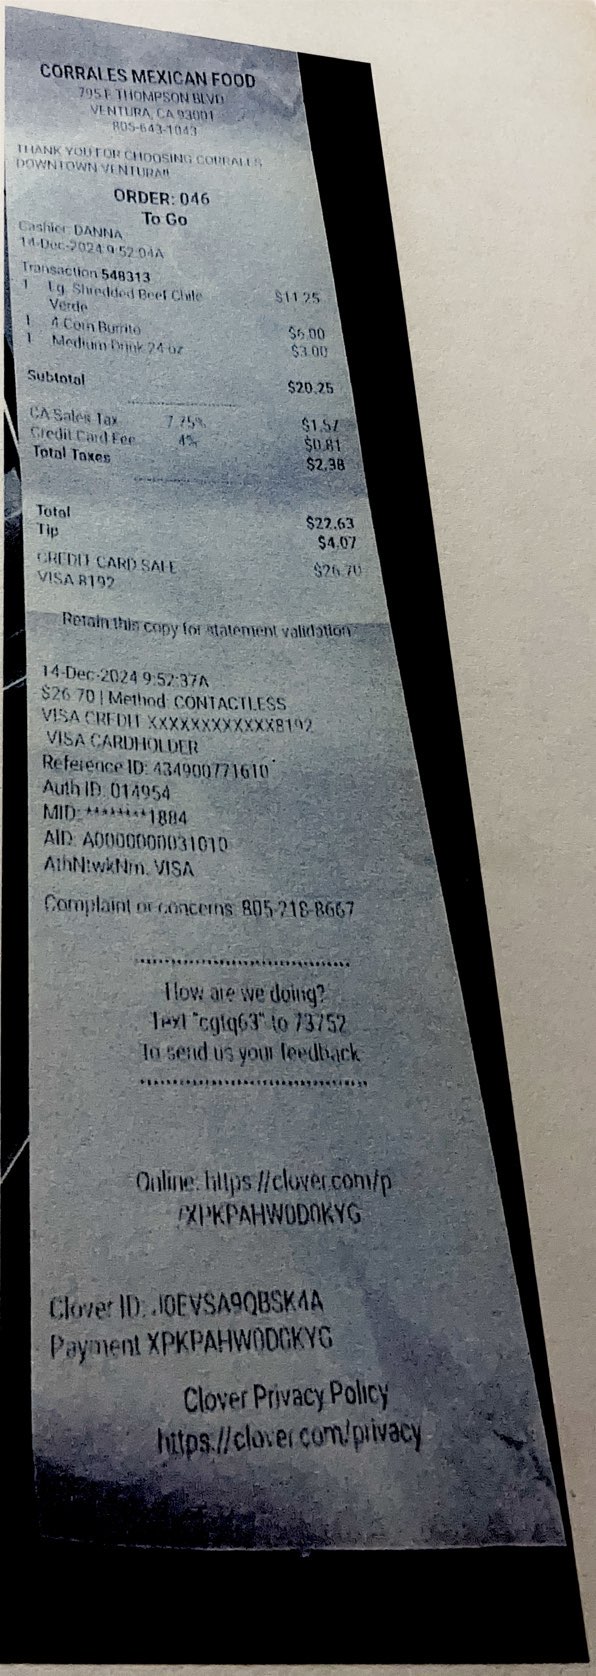 CORRALES MEXICAN FOOD
795 E THOMPSON BLVD
VENTURA, CA 93001
805-643-1043
THANK YOU FOR CHOOSING CORRALES
DOWNTOWN VENTURA!!
ORDER: 046
To Go
Cashier: DANNA
14-Dec-2024 9:52:04A
Transaction 548313
1 Lg. Shredded Beef Chile Verde $11.25
1 4 Corn Burrito $6.00
1 Medium Drink 24 oz $3.00
Subtotal $20.25
CA Sales Tax 7.75% $1.57
Credit Card Fee 4% $0.81
Total Taxes $2.38
Total $22.63
Tip $4.07
CREDIT CARD SALE $26.70
VISA 8192
Retain this copy for statement validation
14-Dec-2024 9:52:37A
$26.70 | Method: CONTACTLESS
VISA CREDIT XXXXXXXXXXXX8192
VISA CARDHOLDER
Reference ID: 434900771610
Auth ID: 014954
MID: ********1884
AID: A0000000031010
AthNtwkNm: VISA
Complaint or concerns: 805-218-8667
How are we doing?
Text "cgtq63" to 73752
To send us your feedback
Online: https://clover.com/p
/XPKPAHW0D0KYG
Clover ID: J0EVSA9QBSK4A
Payment XPKPAHW0D0KYG
Clover Privacy Policy
https://clover.com/privacy